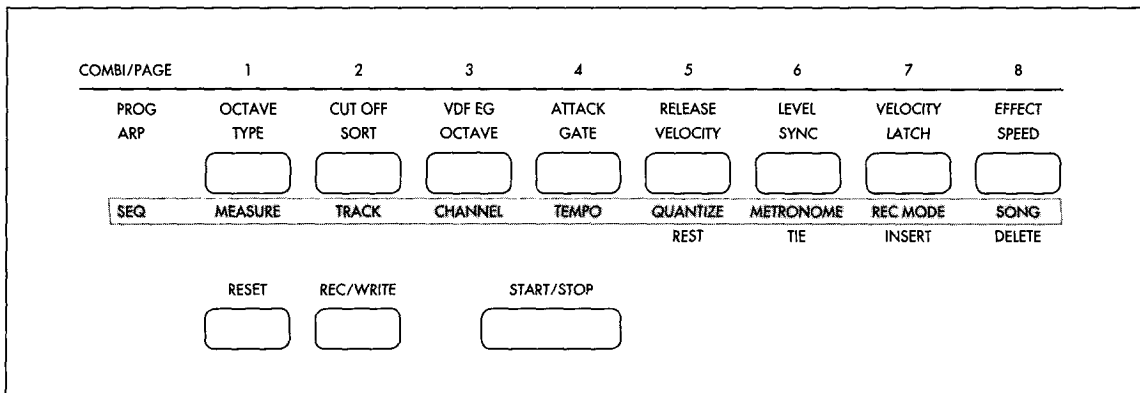 COMBI/PAGE 1 2 3 4 5 6 7 8
PROG OCTAVE CUT OFF VDF EG ATTACK RELEASE LEVEL VELOCITY EFFECT
ARP TYPE SORT OCTAVE GATE VELOCITY SYNC LATCH SPEED
SEQ MEASURE TRACK CHANNEL TEMPO QUANTIZE METRONOME REC MODE SONG
REST TIE INSERT DELETE
RESET REC/WRITE START/STOP